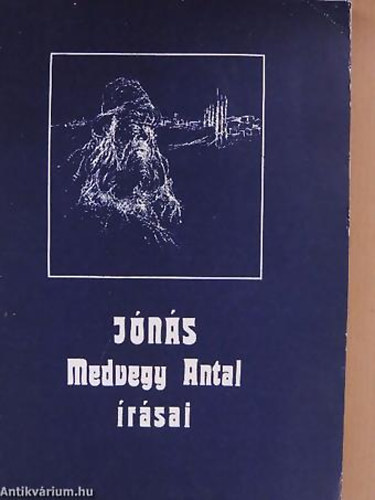 JÓNÁS
Medvegy Antal
írásai
Antikvárium.hu